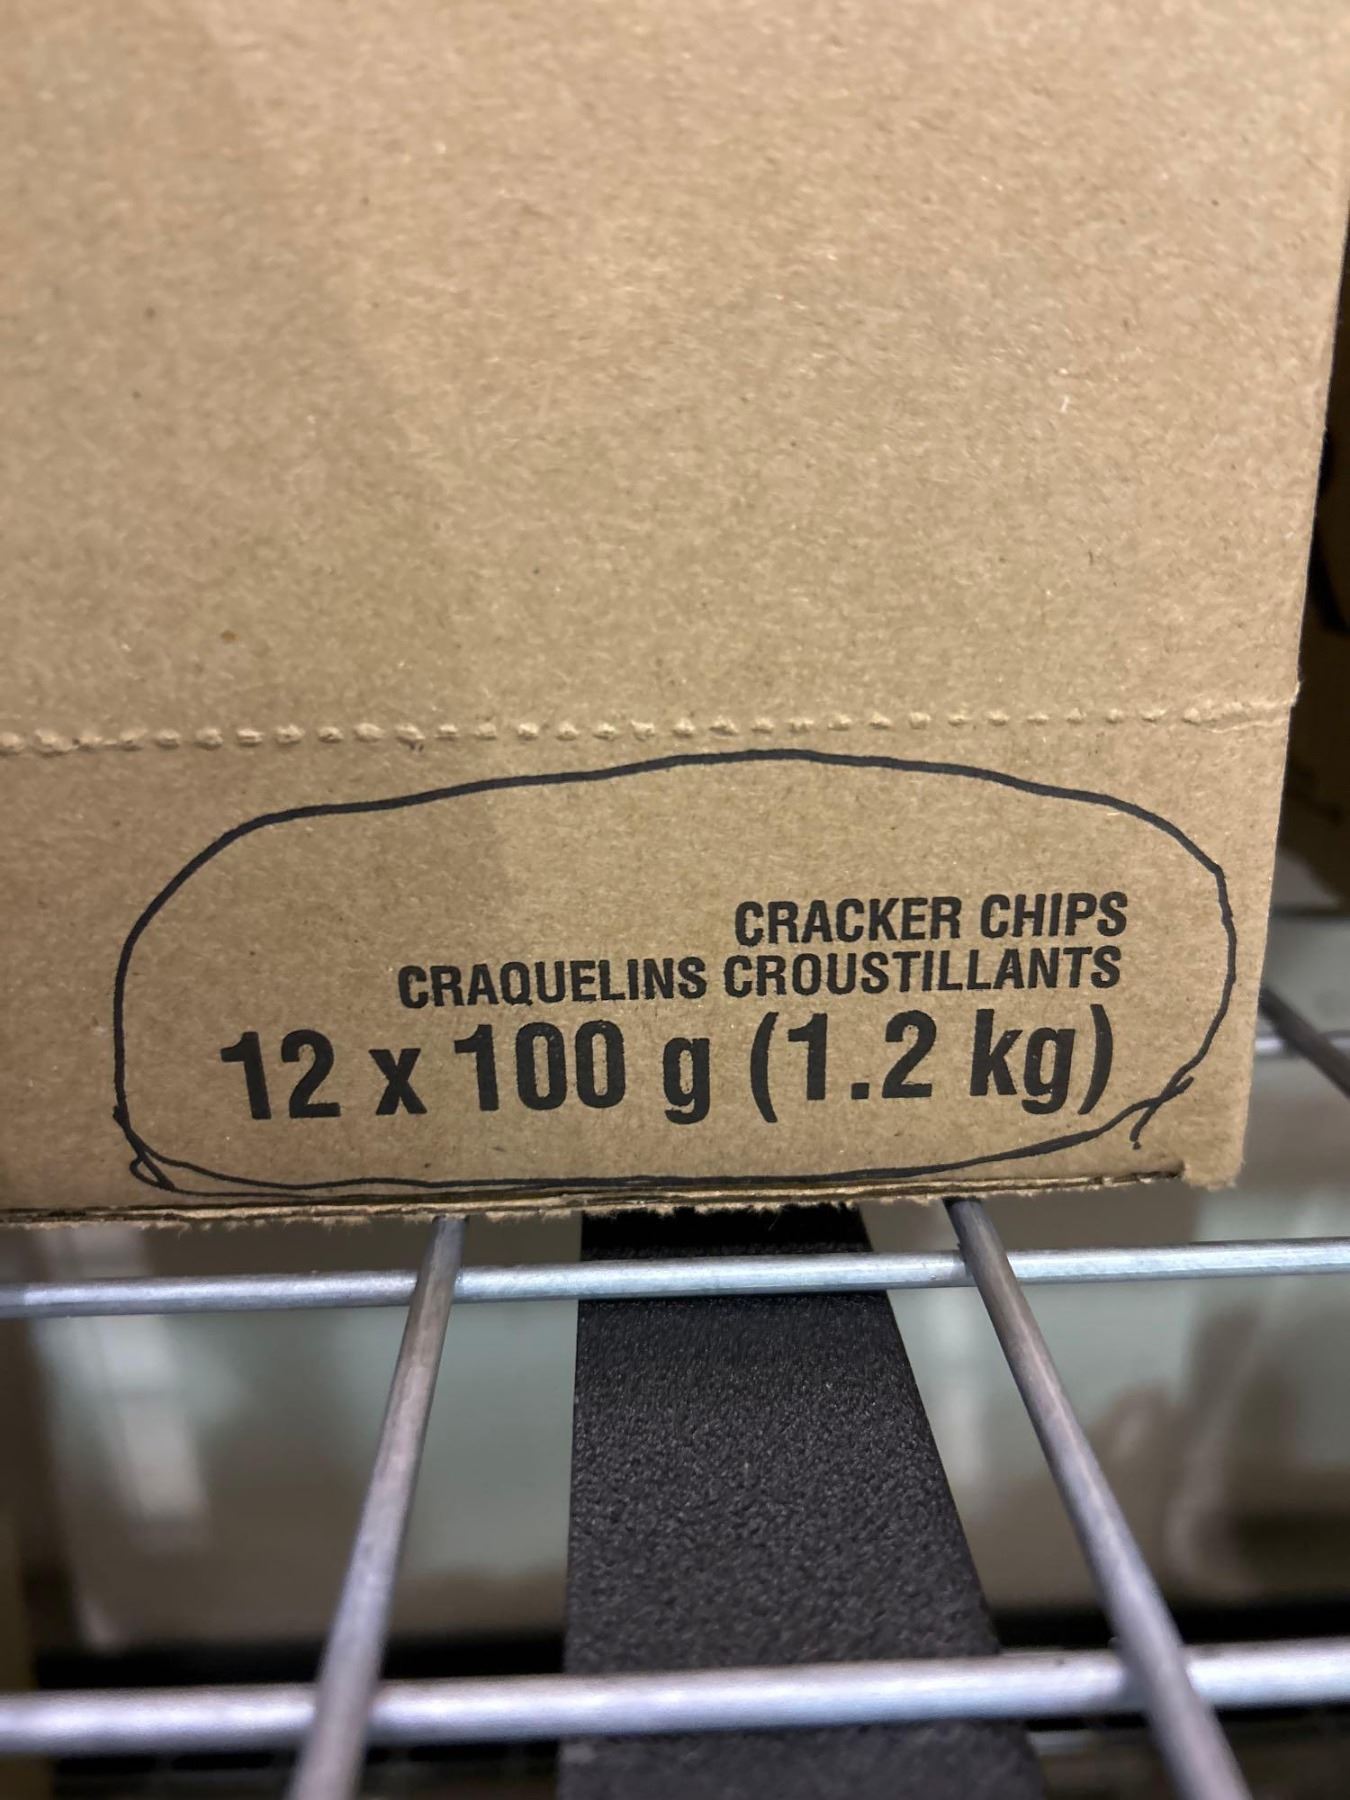 CRACKER CHIPS
CRAQUELINS CROUSTILLANTS
12 x 100 g (1.2 kg)